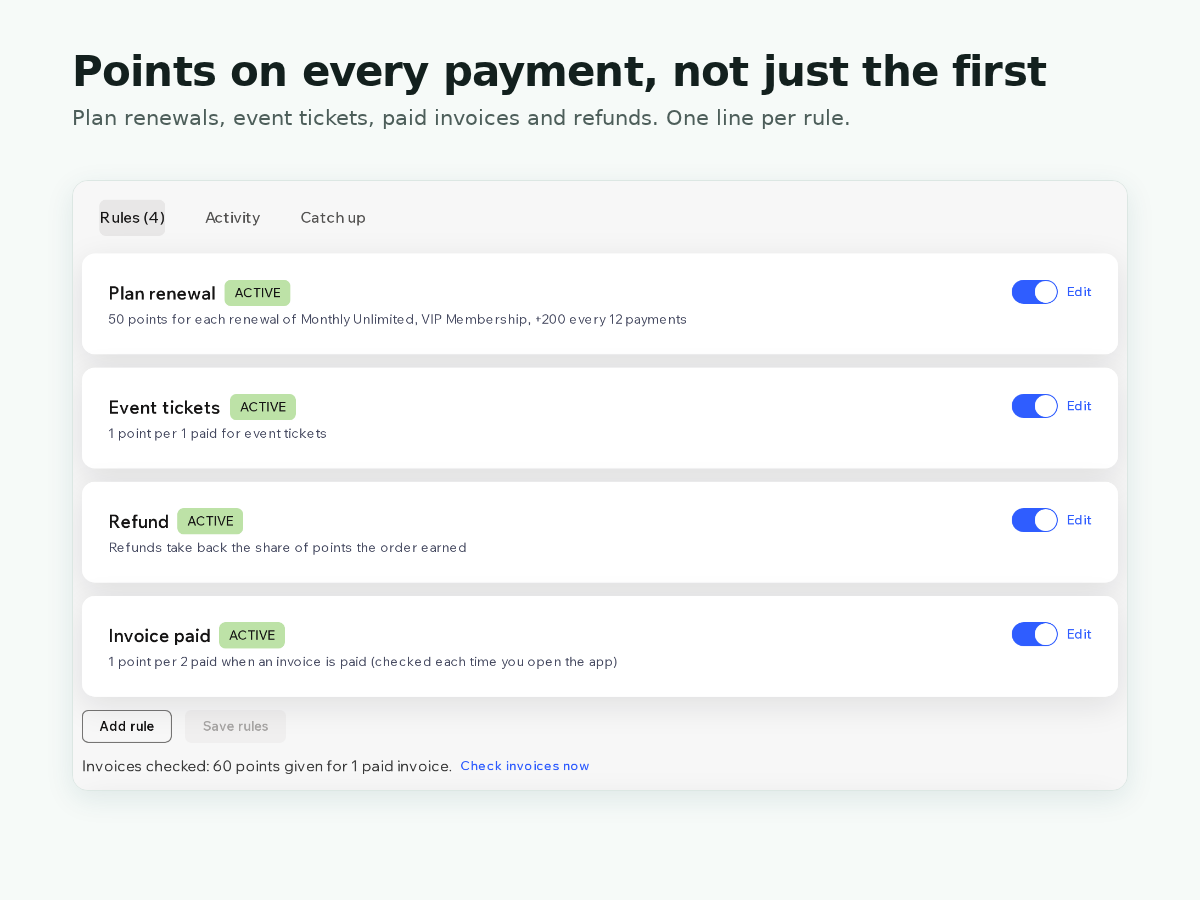 Points on every payment, not just the first
Plan renewals, event tickets, paid invoices and refunds. One line per rule.
Rules (4) Activity Catch up
Plan renewal ACTIVE Edit
50 points for each renewal of Monthly Unlimited, VIP Membership, +200 every 12 payments
Event tickets ACTIVE Edit
1 point per 1 paid for event tickets
Refund ACTIVE Edit
Refunds take back the share of points the order earned
Invoice paid ACTIVE Edit
1 point per 2 paid when an invoice is paid (checked each time you open the app)
Add rule Save rules
Invoices checked: 60 points given for 1 paid invoice. Check invoices now